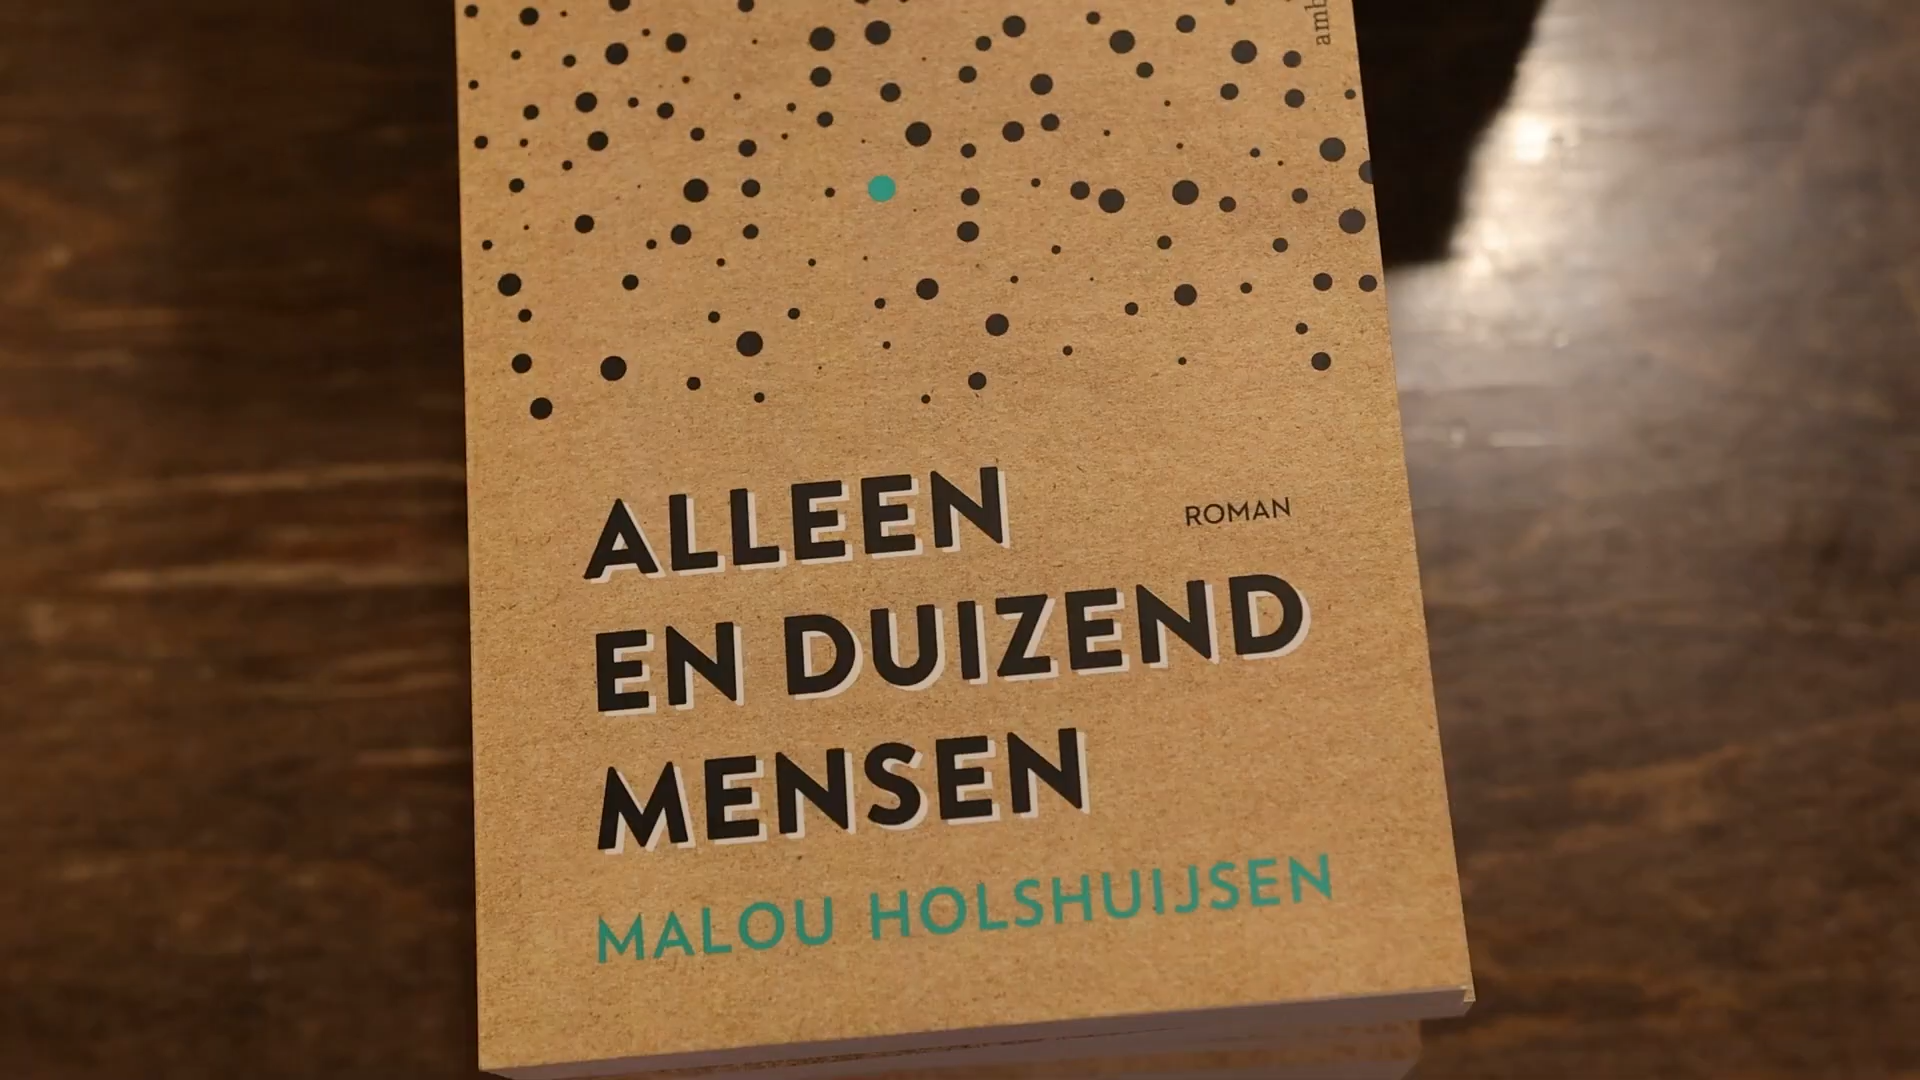 ALLEEN
ROMAN
EN DUIZEND
MENSEN
MALOU HOLSHUIJSEN